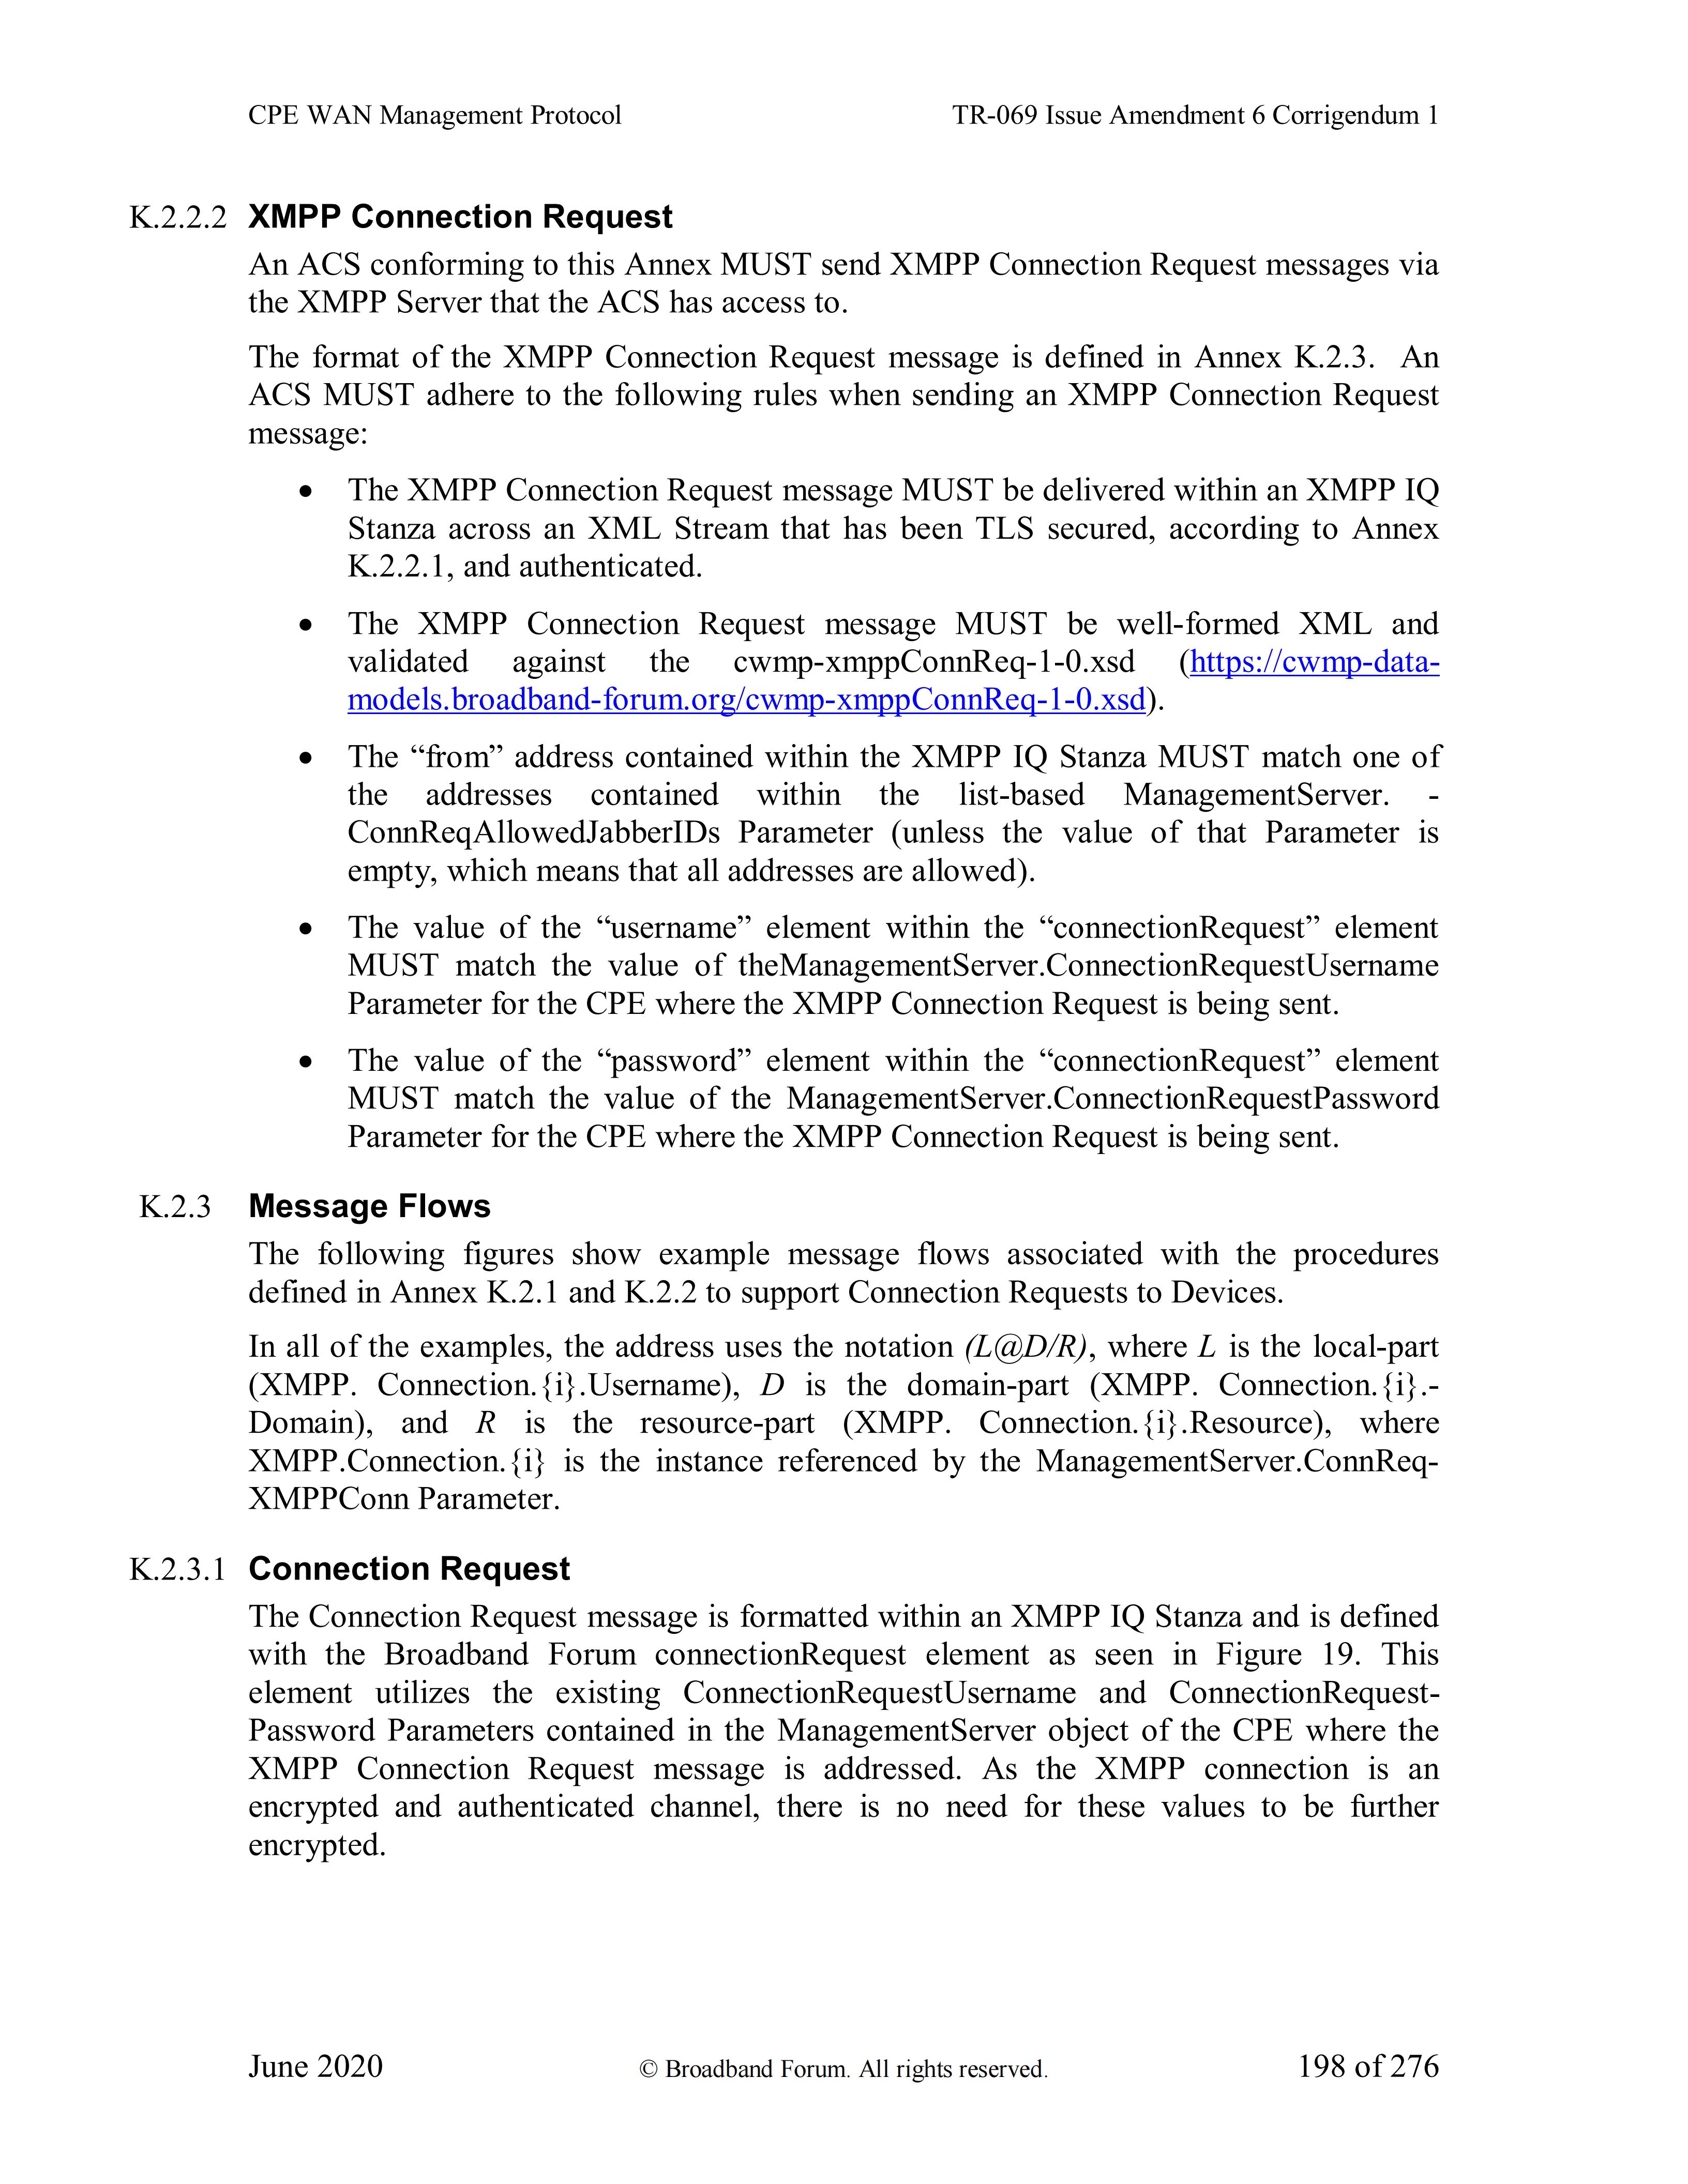 CPE WAN Management Protocol TR-069 Issue Amendment 6 Corrigendum 1
K.2.2.2 XMPP Connection Request
An ACS conforming to this Annex MUST send XMPP Connection Request messages via
the XMPP Server that the ACS has access to.
The format of the XMPP Connection Request message is defined in Annex K.2.3. An
ACS MUST adhere to the following rules when sending an XMPP Connection Request
message:
• The XMPP Connection Request message MUST be delivered within an XMPP IQ
Stanza across an XML Stream that has been TLS secured, according to Annex
K.2.2.1, and authenticated.
• The XMPP Connection Request message MUST be well-formed XML and
validated against the cwmp-xmppConnReq-1-0.xsd (https://cwmp-data-
models.broadband-forum.org/cwmp-xmppConnReq-1-0.xsd).
• The “from” address contained within the XMPP IQ Stanza MUST match one of
the addresses contained within the list-based ManagementServer. -
ConnReqAllowedJabberIDs Parameter (unless the value of that Parameter is
empty, which means that all addresses are allowed).
• The value of the “username” element within the “connectionRequest” element
MUST match the value of theManagementServer.ConnectionRequestUsername
Parameter for the CPE where the XMPP Connection Request is being sent.
• The value of the “password” element within the “connectionRequest” element
MUST match the value of the ManagementServer.ConnectionRequestPassword
Parameter for the CPE where the XMPP Connection Request is being sent.
K.2.3 Message Flows
The following figures show example message flows associated with the procedures
defined in Annex K.2.1 and K.2.2 to support Connection Requests to Devices.
In all of the examples, the address uses the notation (L@D/R), where L is the local-part
(XMPP. Connection.{i}.Username), D is the domain-part (XMPP. Connection.{i}.-
Domain), and R is the resource-part (XMPP. Connection.{i}.Resource), where
XMPP.Connection.{i} is the instance referenced by the ManagementServer.ConnReq-
XMPPConn Parameter.
K.2.3.1 Connection Request
The Connection Request message is formatted within an XMPP IQ Stanza and is defined
with the Broadband Forum connectionRequest element as seen in Figure 19. This
element utilizes the existing ConnectionRequestUsername and ConnectionRequest-
Password Parameters contained in the ManagementServer object of the CPE where the
XMPP Connection Request message is addressed. As the XMPP connection is an
encrypted and authenticated channel, there is no need for these values to be further
encrypted.
June 2020 © Broadband Forum. All rights reserved. 198 of 276